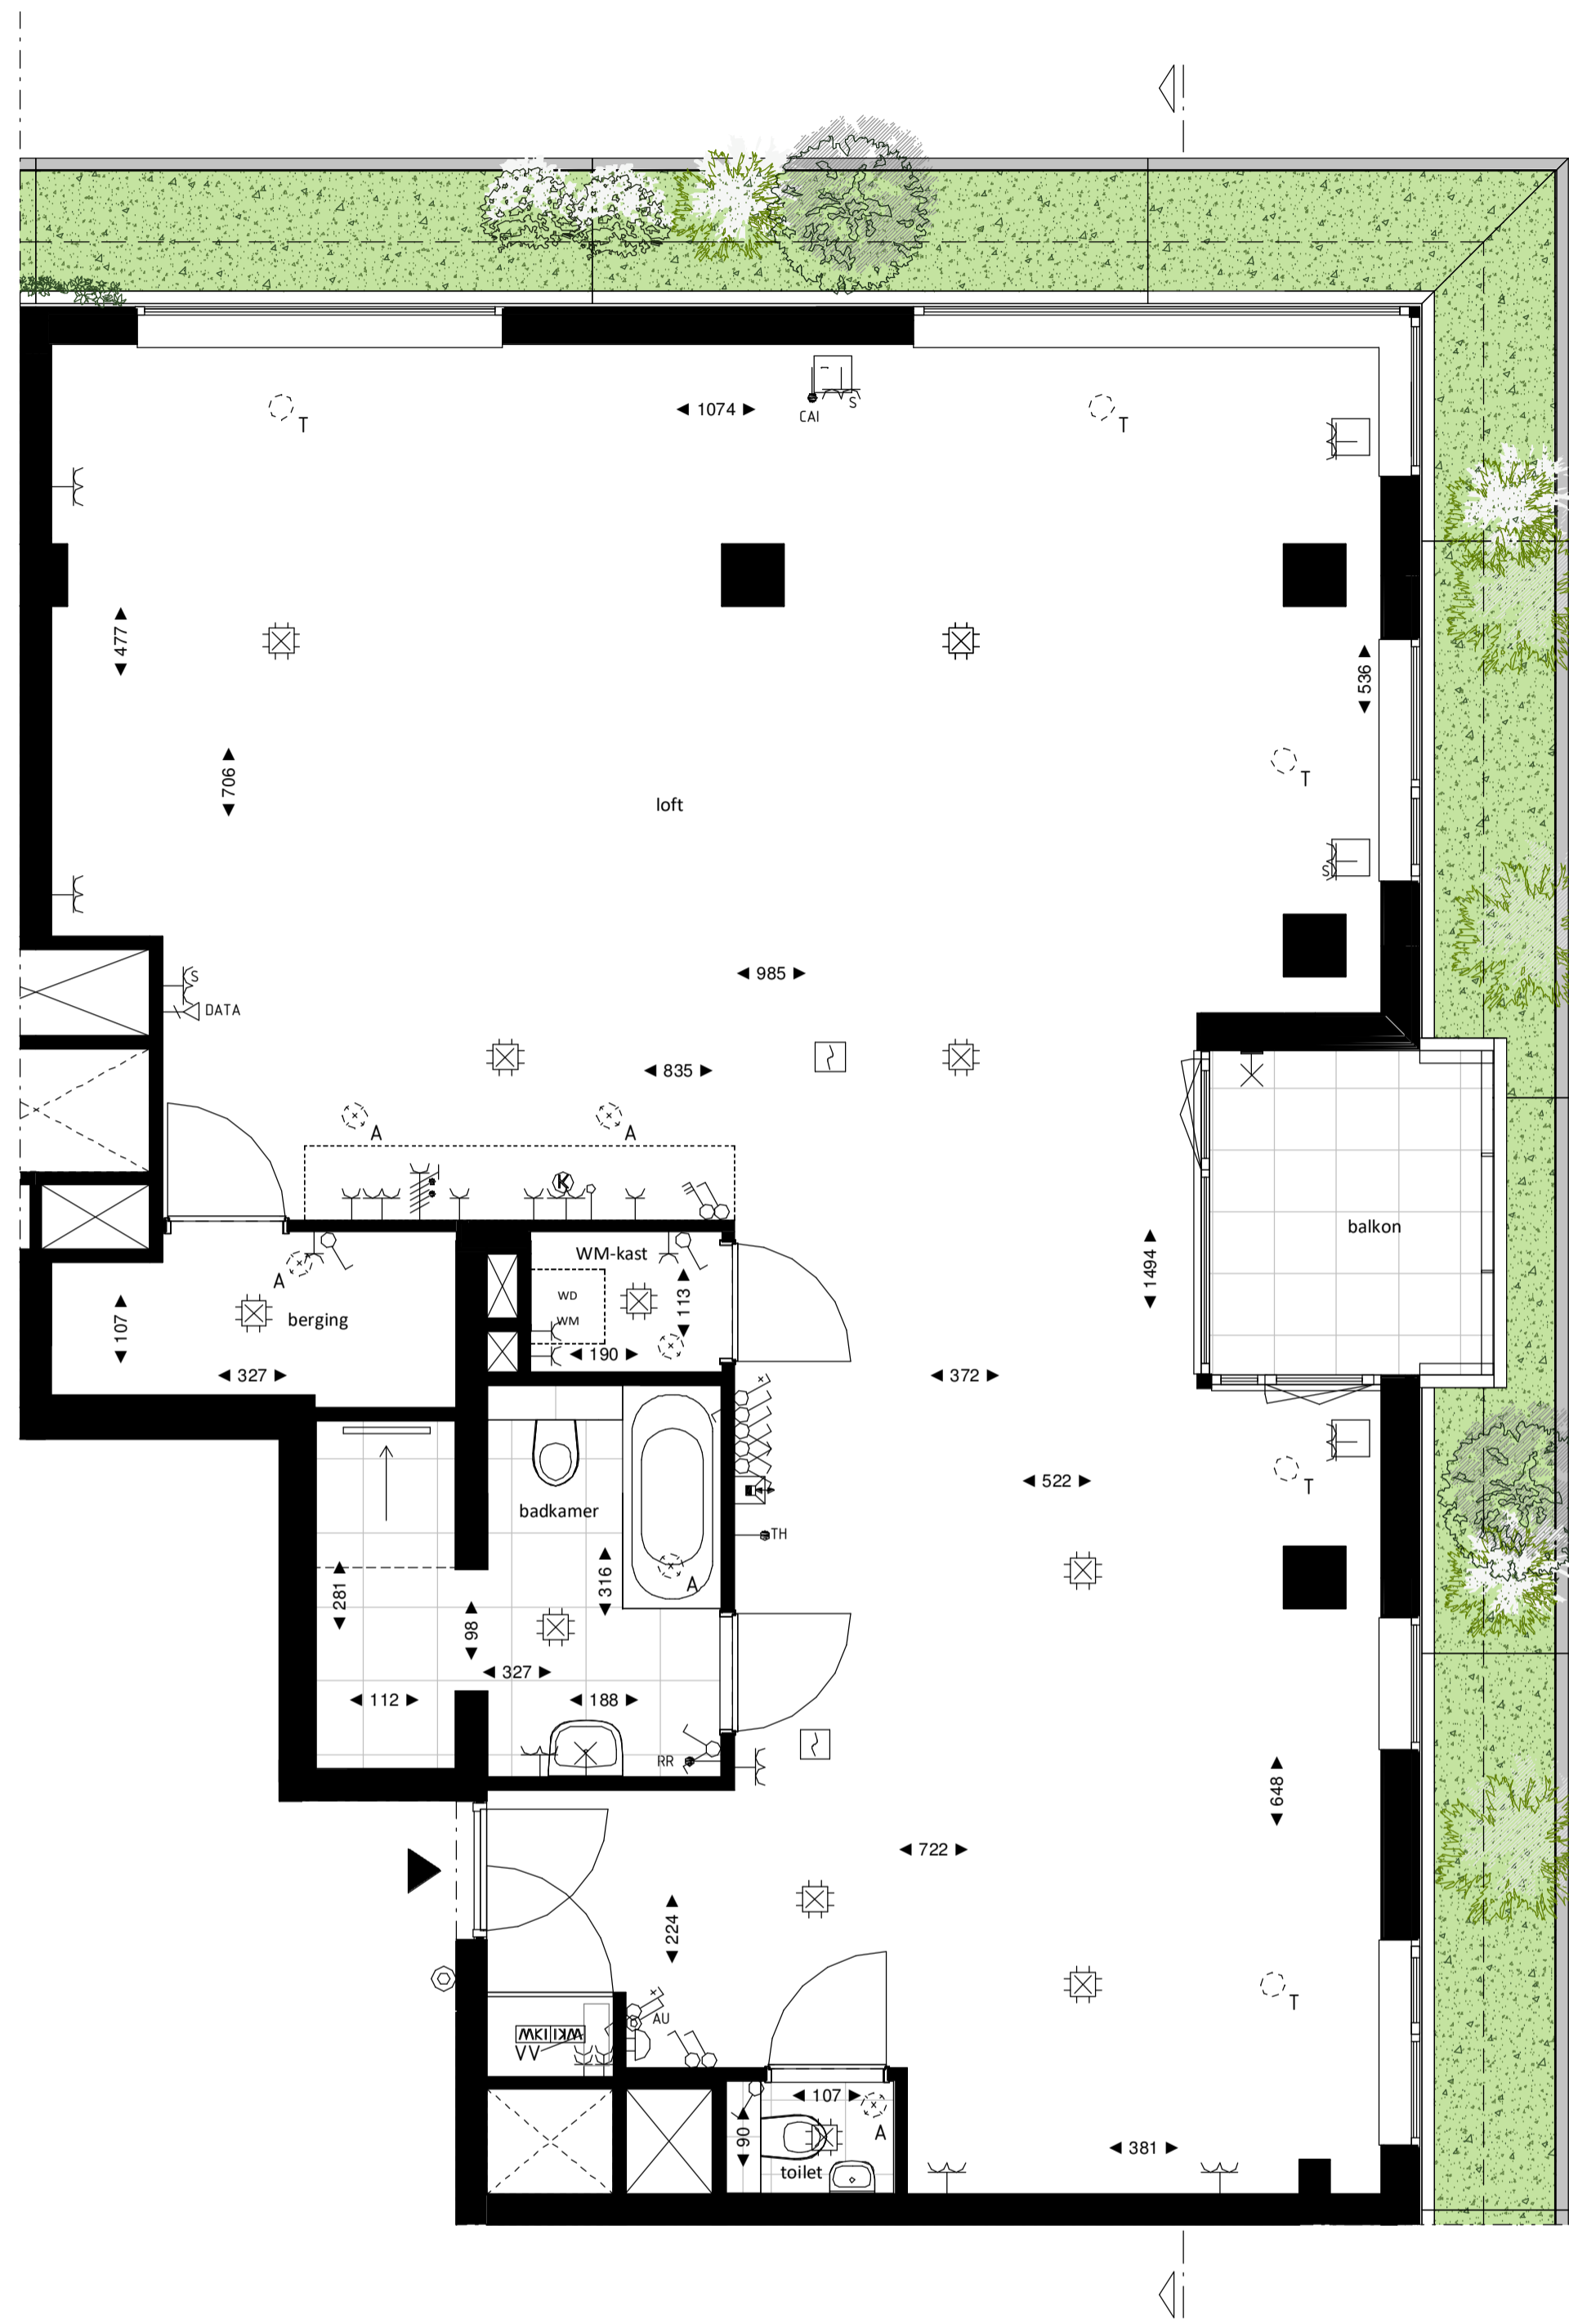 1074
CAI
S
T
T
477
536
706
T
loft
S
985
S
DATA
835
A
A
K
WM-kast
balkon
1494
A
113
WD
WM
107
berging
190
327
372
522
T
badkamer
TH
316
A
281
98
327
112
188
RR
648
722
224
T
AU
WKI
WKI
VV
107
90
A
381
toilet